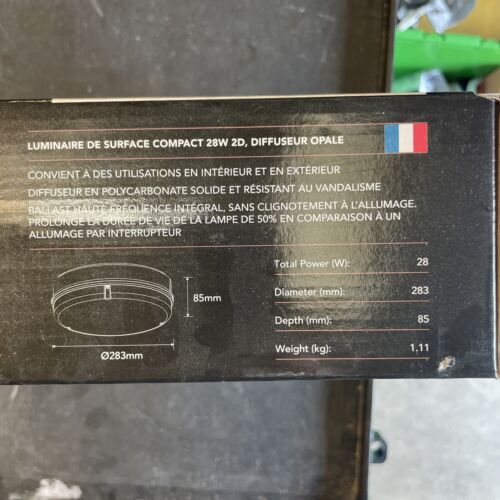 LUMINAIRE DE SURFACE COMPACT 28W 2D, DIFFUSEUR OPALE
CONVIENT À DES UTILISATIONS EN INTÉRIEUR ET EN EXTÉRIEUR
DIFFUSEUR EN POLYCARBONATE SOLIDE ET RÉSISTANT AU VANDALISME
BALLAST HAUTE FRÉQUENCE INTÉGRAL, SANS CLIGNOTEMENT À L'ALLUMAGE.
PROLONGE LA DURÉE DE VIE DE LA LAMPE DE 50% EN COMPARAISON À UN
ALLUMAGE PAR INTERRUPTEUR
85mm
Ø283mm
Total Power (W): 28
Diameter (mm): 283
Depth (mm): 85
Weight (kg): 1.11